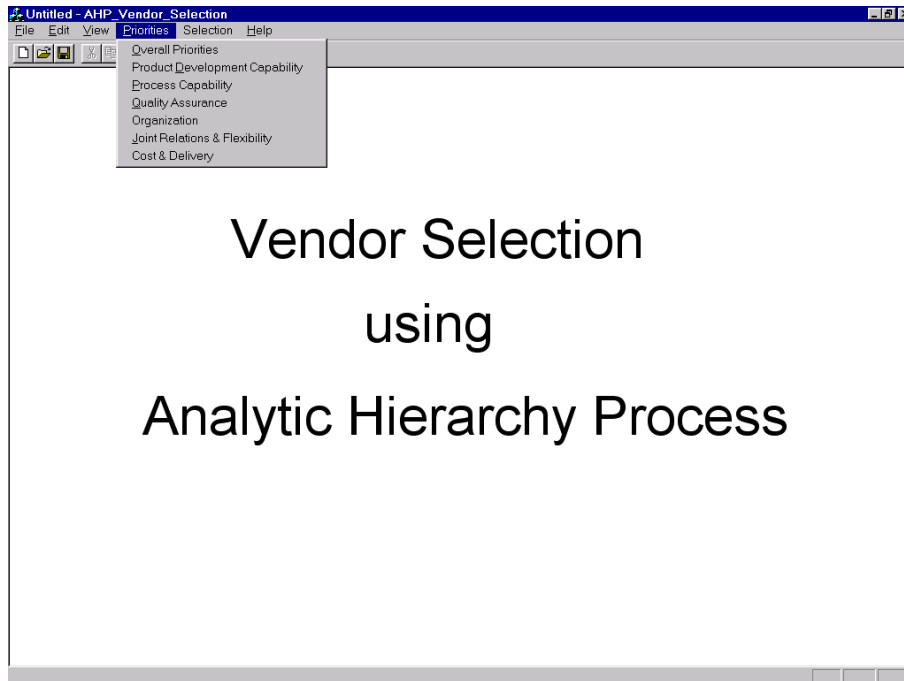 Untitled - AHP_Vendor_Selection
File Edit View Priorities Selection Help
Overall Priorities
Product Development Capability
Process Capability
Quality Assurance
Organization
Joint Relations & Flexibility
Cost & Delivery
Vendor Selection
using
Analytic Hierarchy Process